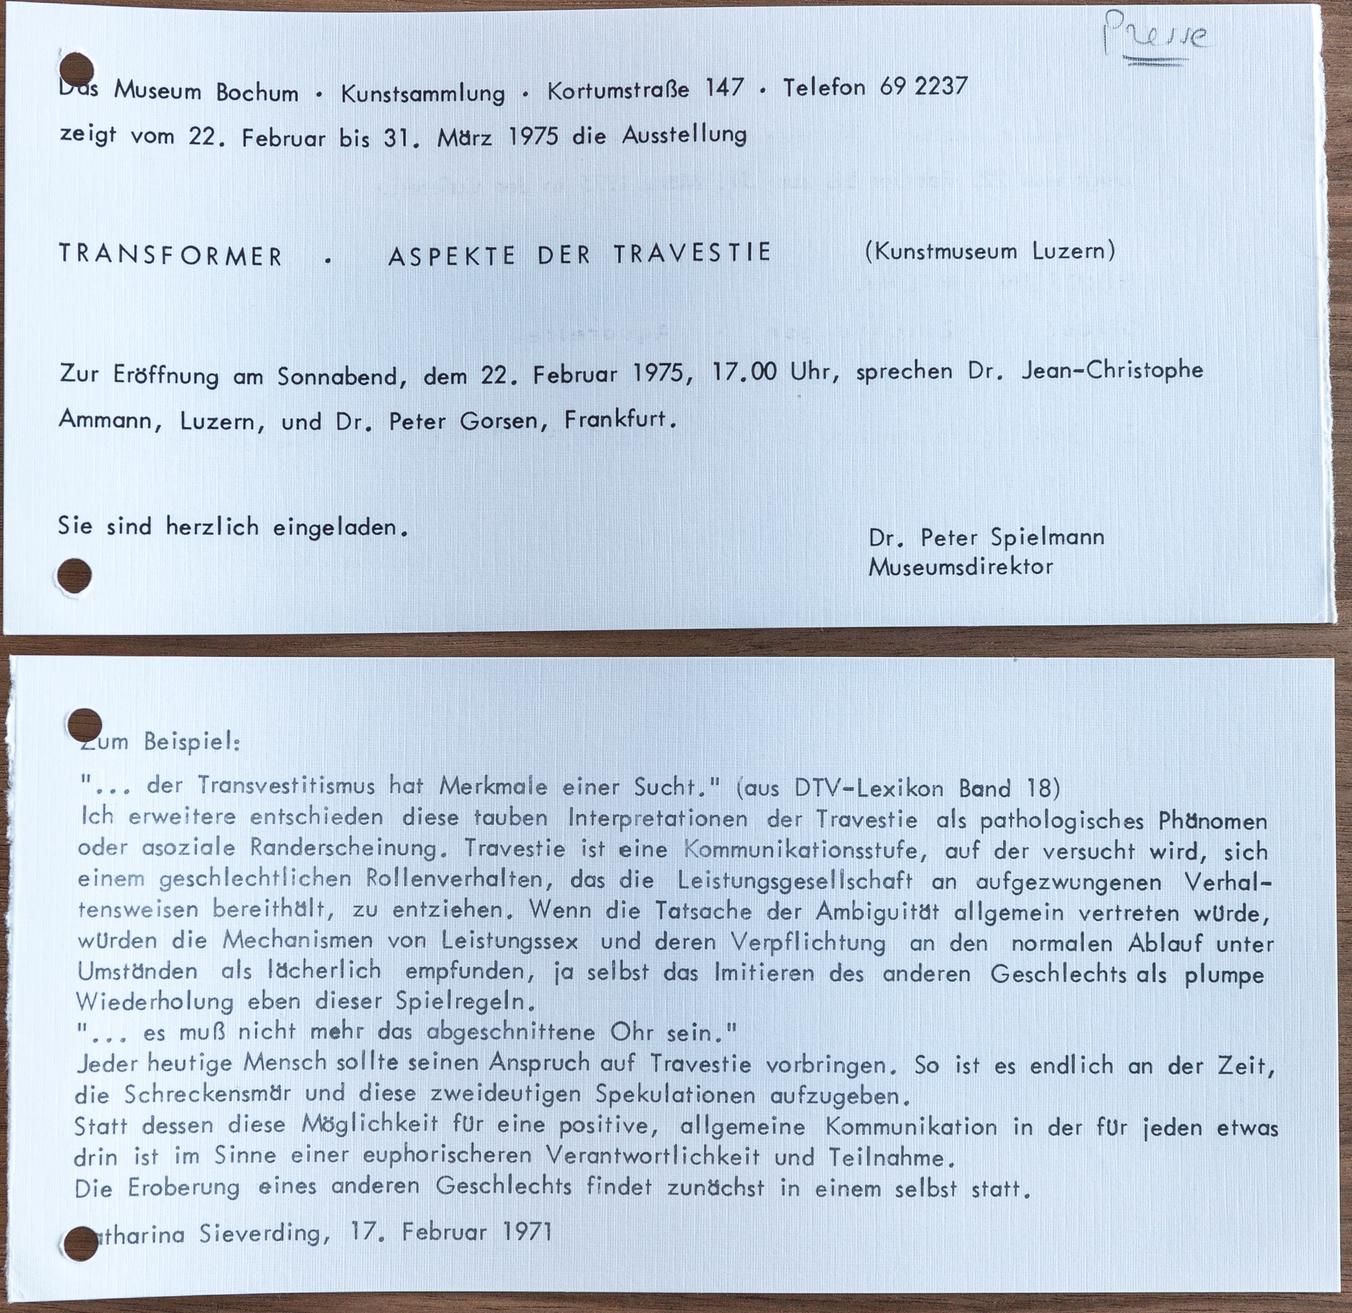 Presse
Das Museum Bochum · Kunstsammlung · Kortumstraße 147 · Telefon 69 2237
zeigt vom 22. Februar bis 31. März 1975 die Ausstellung
TRANSFORMER · ASPEKTE DER TRAVESTIE (Kunstmuseum Luzern)
Zur Eröffnung am Sonnabend, dem 22. Februar 1975, 17.00 Uhr, sprechen Dr. Jean-Christophe
Ammann, Luzern, und Dr. Peter Gorsen, Frankfurt.
Sie sind herzlich eingeladen.
Dr. Peter Spielmann
Museumsdirektor
Zum Beispiel:
"... der Transvestitismus hat Merkmale einer Sucht." (aus DTV-Lexikon Band 18)
Ich erweitere entschieden diese tauben Interpretationen der Travestie als pathologisches Phänomen
oder asoziale Randerscheinung. Travestie ist eine Kommunikationsstufe, auf der versucht wird, sich
einem geschlechtlichen Rollenverhalten, das die Leistungsgesellschaft an aufgezwungenen Verhal-
tensweisen bereithält, zu entziehen. Wenn die Tatsache der Ambiguität allgemein vertreten würde,
würden die Mechanismen von Leistungssex und deren Verpflichtung an den normalen Ablauf unter
Umständen als lächerlich empfunden, ja selbst das Imitieren des anderen Geschlechts als plumpe
Wiederholung eben dieser Spielregeln.
"... es muß nicht mehr das abgeschnittene Ohr sein."
Jeder heutige Mensch sollte seinen Anspruch auf Travestie vorbringen. So ist es endlich an der Zeit,
die Schreckensmär und diese zweideutigen Spekulationen aufzugeben.
Statt dessen diese Möglichkeit für eine positive, allgemeine Kommunikation in der für jeden etwas
drin ist im Sinne einer euphorischeren Verantwortlichkeit und Teilnahme.
Die Eroberung eines anderen Geschlechts findet zunächst in einem selbst statt.
atharina Sieverding, 17. Februar 1971